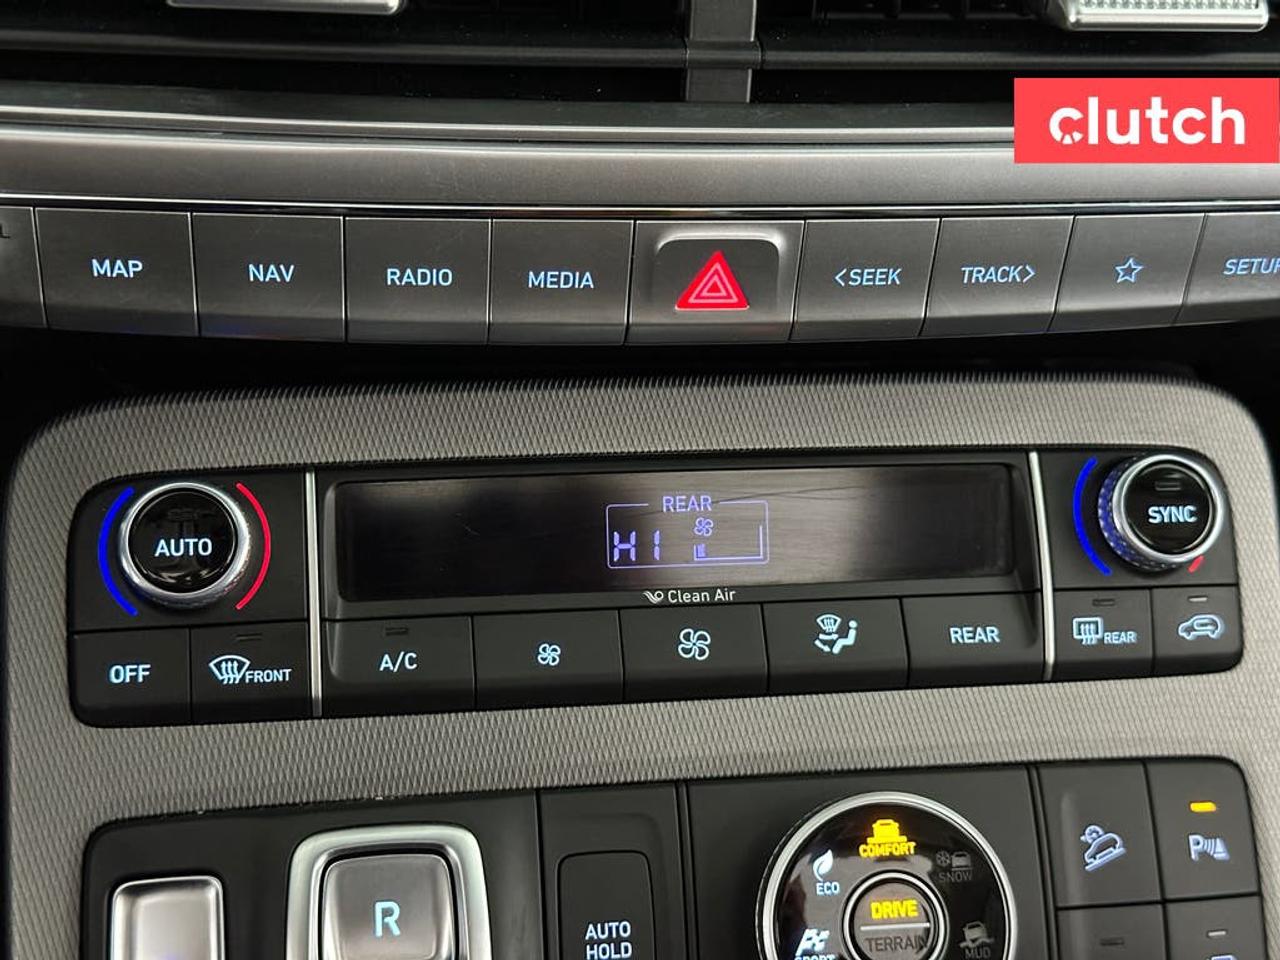 clutch
MAP
NAV
RADIO
MEDIA
<SEEK
TRACK>
AUTO
REAR
HI
SYNC
Clean Air
OFF
FRONT
A/C
REAR
REAR
R
AUTO
HOLD
COMFORT
ECO
SNOW
DRIVE
TERRAIN
MUD
P